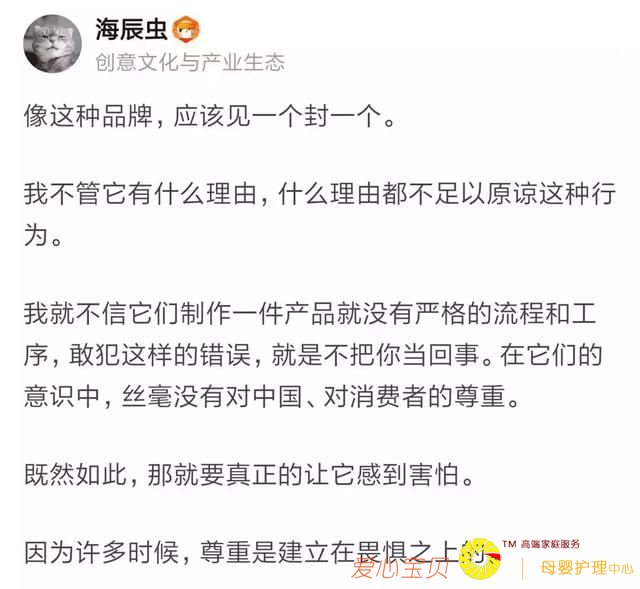 海辰虫
创意文化与产业生态
像这种品牌，应该见一个封一个。
我不管它有什么理由，什么理由都不足以原谅这种行
为。
我就不信它们制作一件产品就没有严格的流程和工
序，敢犯这样的错误，就是不把你当回事。在它们的
意识中，丝毫没有对中国、对消费者的尊重。
既然如此，那就要真正的让它感到害怕。
因为许多时候，尊重是建立在畏惧之上的。
TM 高端家庭服务
爱心宝贝
母婴护理中心